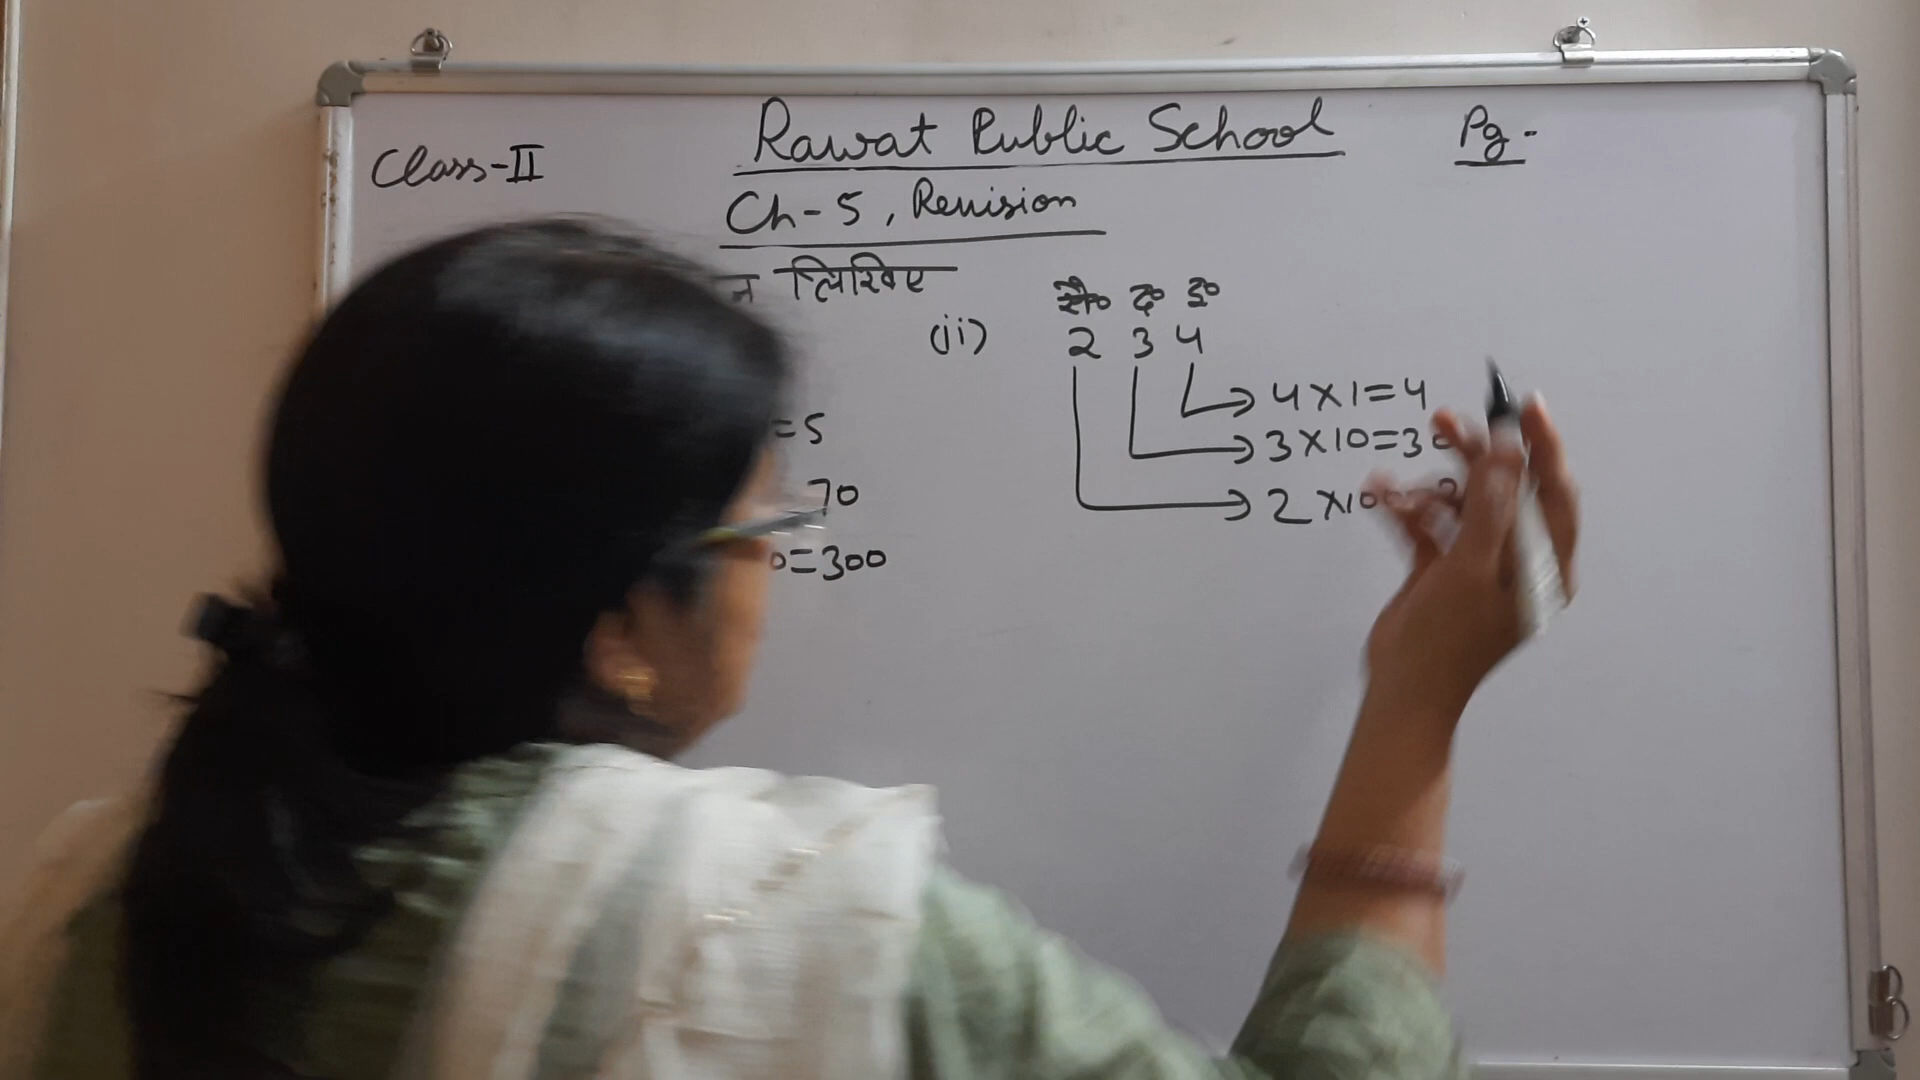 Class-II
Rawat Public School
Pg-
Ch-5, Revision
लिखिए
=5
70
0=300
(ii)
सै० द० इ०
2 3 4
4×1=4
3×10=30
2×100